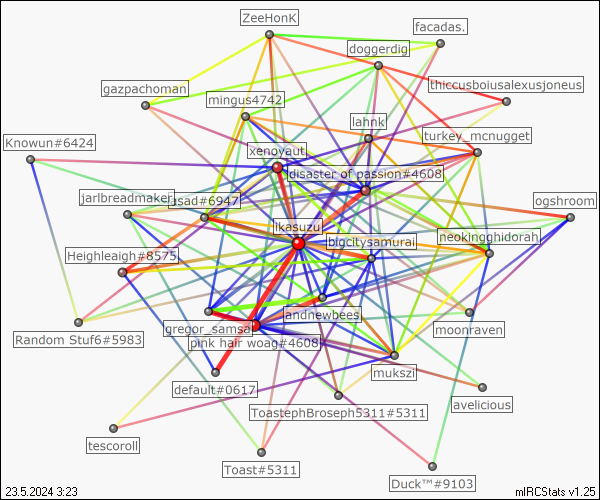 ZeeHonK
facadas.
doggerdig
thiccusboiusalexusjoneus
gazpachoman
mingus4742
lahnk
turkey_mcnugget
Knowun#6424
xenoyaut
disaster of passion#4608
jarlbreadmaker
asad#6947
ogshroom
ikasuzu
bigcitysamurai
neokingghidorah
Heighleaigh#8575
andnewbees
moonraven
gregor_samsa
Random Stuf6#5983
pink hair woag#4608
mukszi
default#0617
avelicious
ToastephBroseph5311#5311
tescoroll
Toast#5311
Duck™#9103
23.5.2024 3:23
mIRCStats v1.25